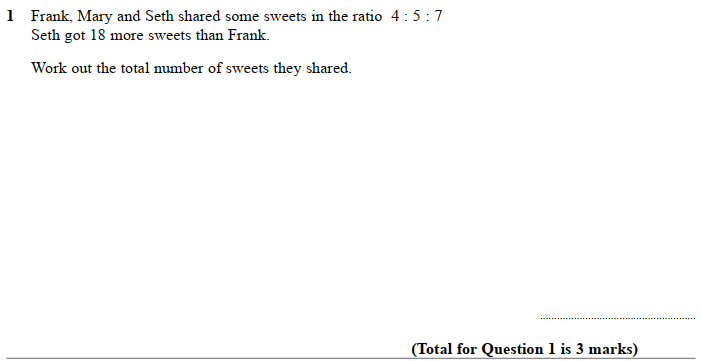 1 Frank, Mary and Seth shared some sweets in the ratio 4 : 5 : 7
Seth got 18 more sweets than Frank.
Work out the total number of sweets they shared.
(Total for Question 1 is 3 marks)